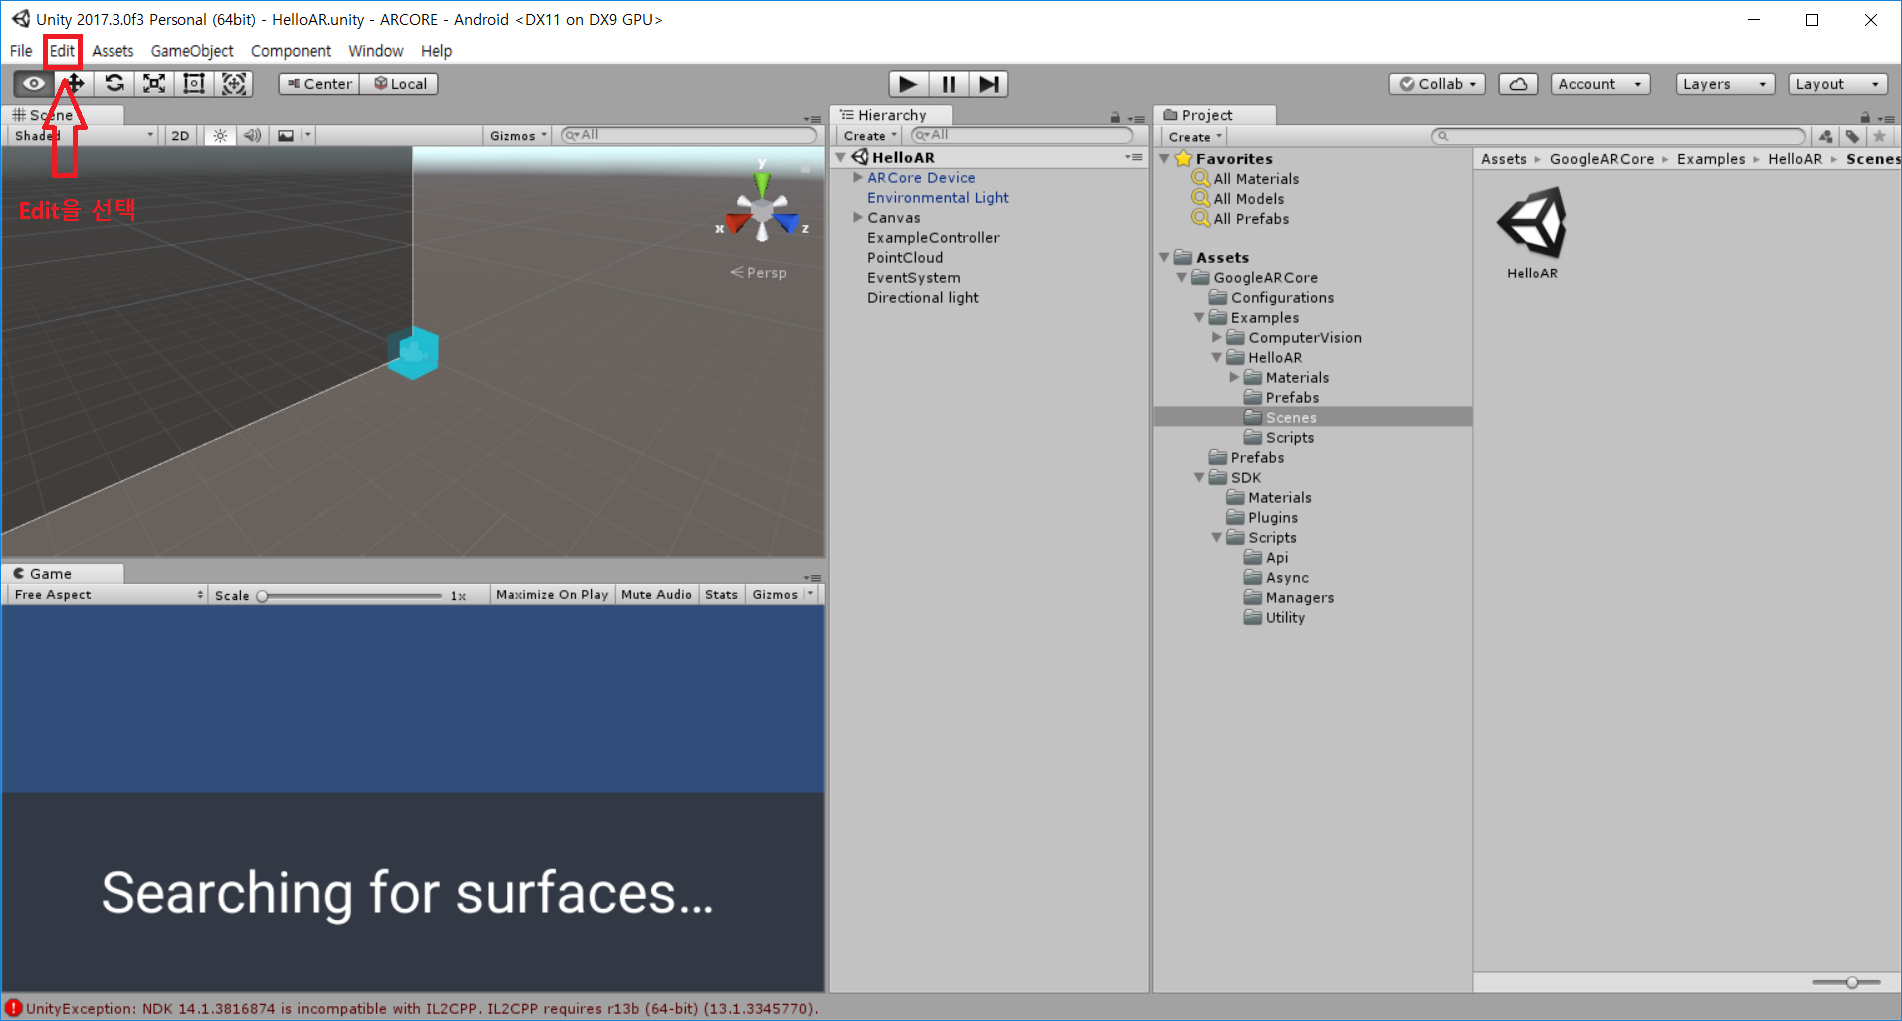 Unity 2017.3.0f3 Personal (64bit) - HelloAR.unity - ARCORE - Android <DX11 on DX9 GPU>
File Edit Assets GameObject Component Window Help
Center Local Collab Account Layers Layout
Scene
Shaded 2D Gizmos All
Edit을 선택
y
x
z
Persp
Game
Free Aspect Scale 1x Maximize On Play Mute Audio Stats Gizmos
Searching for surfaces...
Hierarchy
Create All
HelloAR
ARCore Device
Environmental Light
Canvas
ExampleController
PointCloud
EventSystem
Directional light
Project
Create
Favorites
All Materials
All Models
All Prefabs
Assets
GoogleARCore
Configurations
Examples
ComputerVision
HelloAR
Materials
Prefabs
Scenes
Scripts
Prefabs
SDK
Materials
Plugins
Scripts
Api
Async
Managers
Utility
Assets GoogleARCore Examples HelloAR Scenes
HelloAR
UnityException: NDK 14.1.3816874 is incompatible with IL2CPP. IL2CPP requires r13b (64-bit) (13.1.3345770).